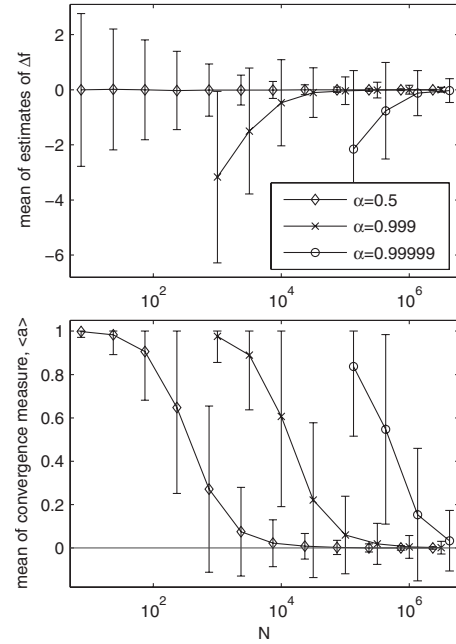 2
0
−2
−4
−6
mean of estimates of Δf
α=0.5
α=0.999
α=0.99999
10^2
10^4
10^6
N
1
0.8
0.6
0.4
0.2
0
mean of convergence measure, <a>
10^2
10^4
10^6
N